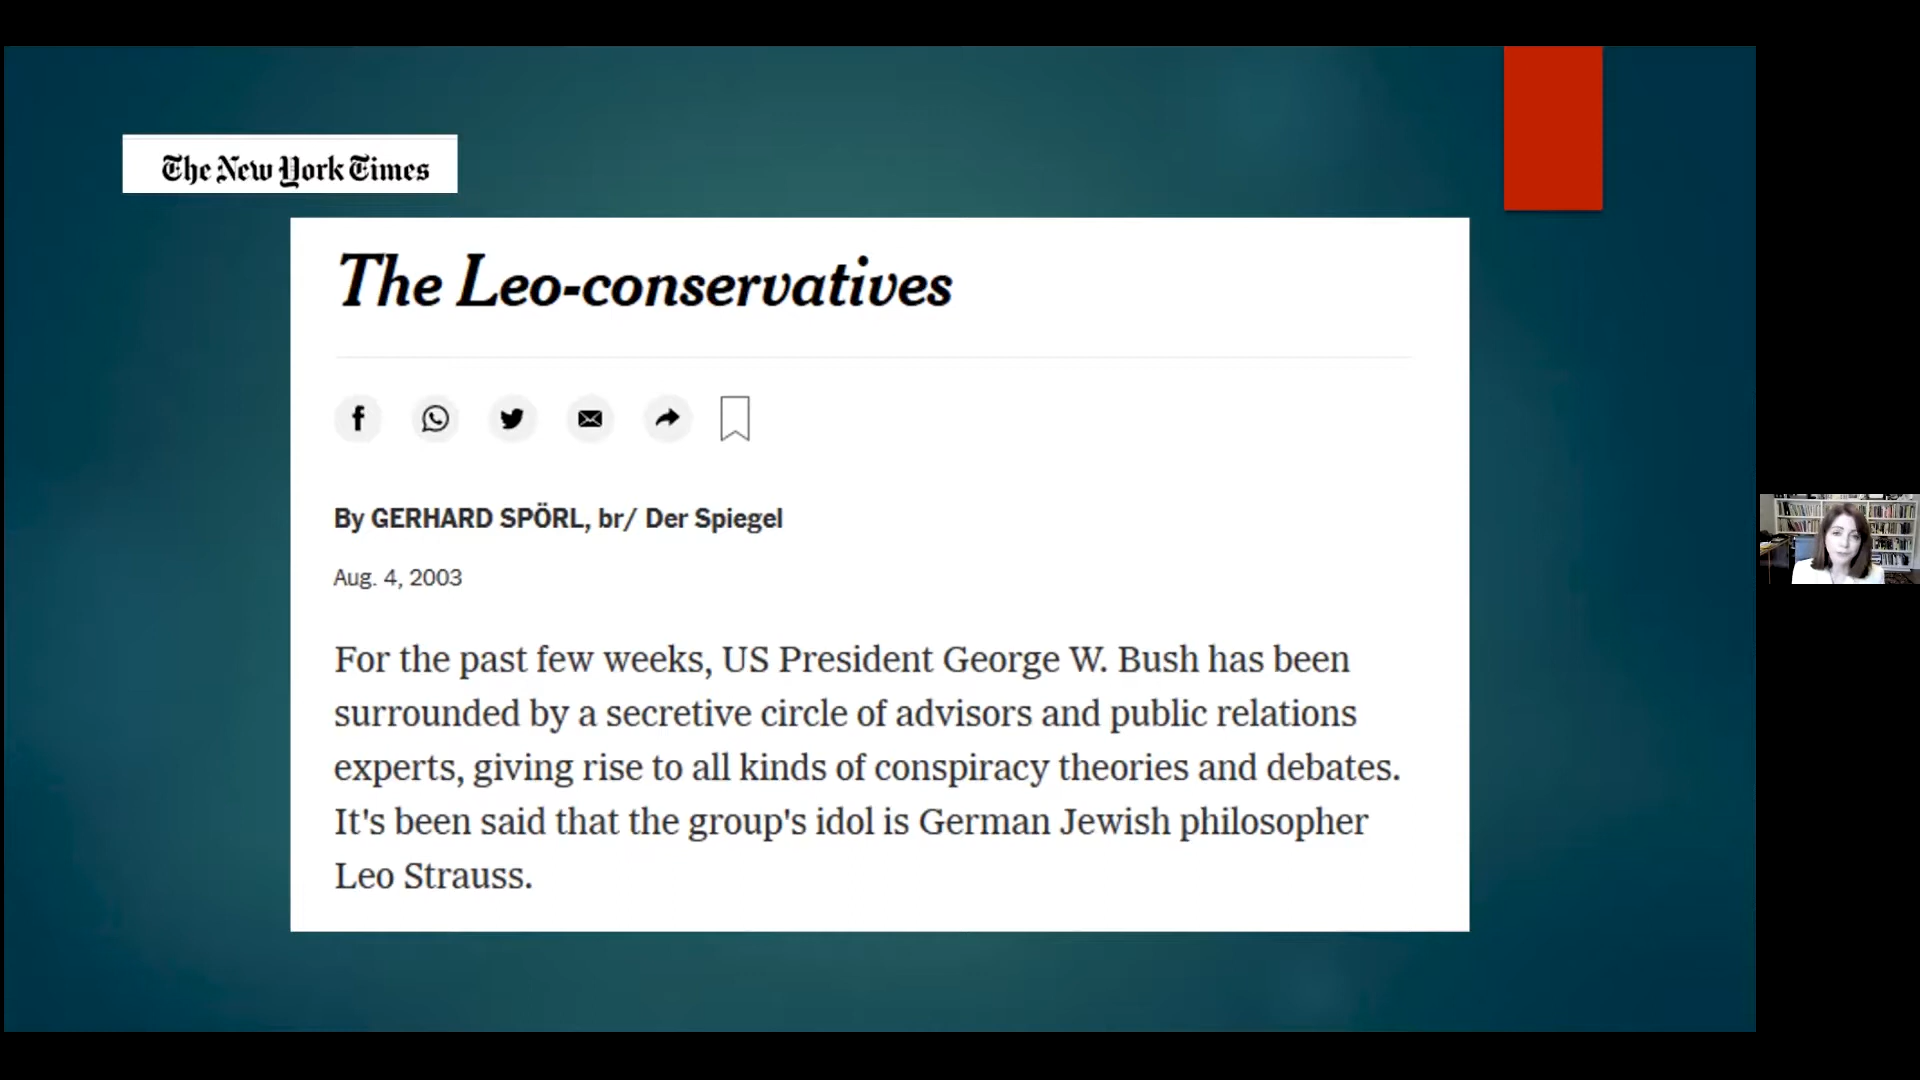 The New York Times
The Leo-conservatives
By GERHARD SPÖRL, br/ Der Spiegel
Aug. 4, 2003
For the past few weeks, US President George W. Bush has been
surrounded by a secretive circle of advisors and public relations
experts, giving rise to all kinds of conspiracy theories and debates.
It's been said that the group's idol is German Jewish philosopher
Leo Strauss.